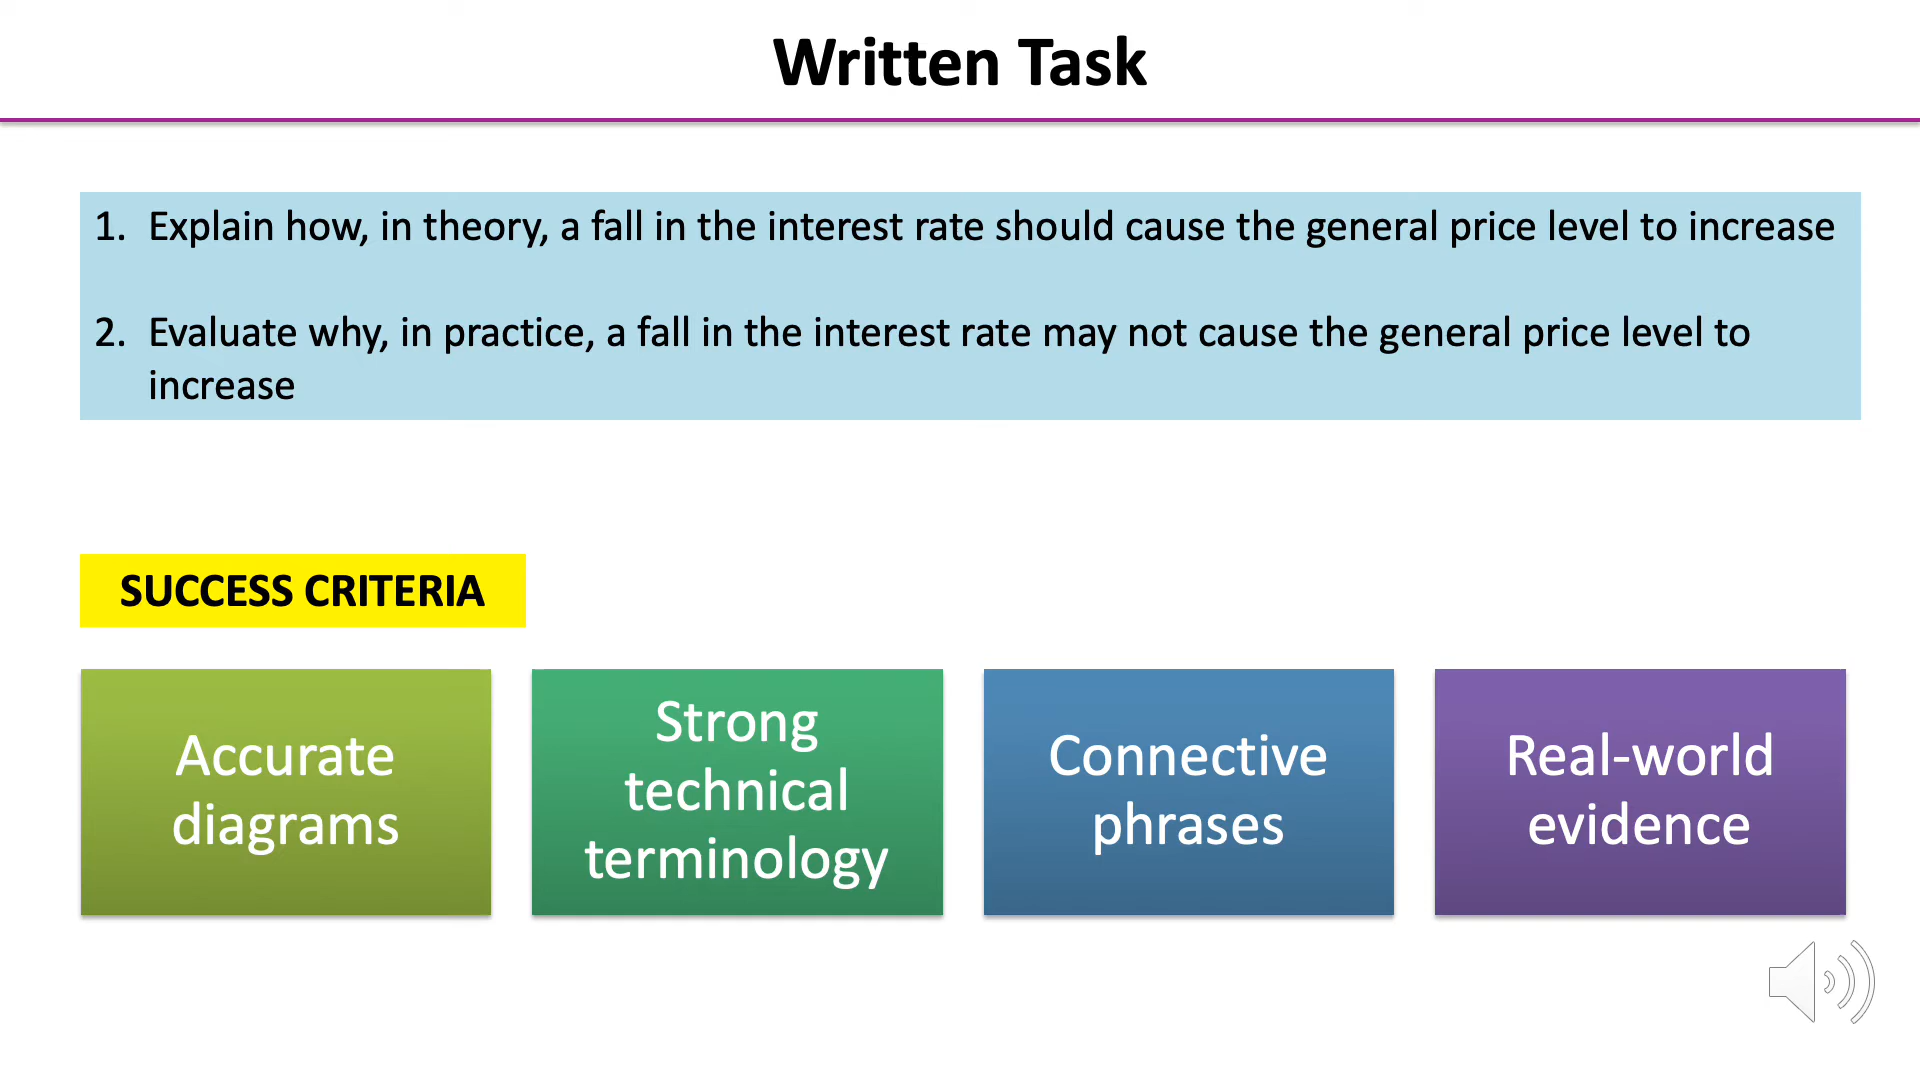 Written Task
1. Explain how, in theory, a fall in the interest rate should cause the general price level to increase
2. Evaluate why, in practice, a fall in the interest rate may not cause the general price level to
increase
SUCCESS CRITERIA
Accurate
diagrams
Strong
technical
terminology
Connective
phrases
Real-world
evidence